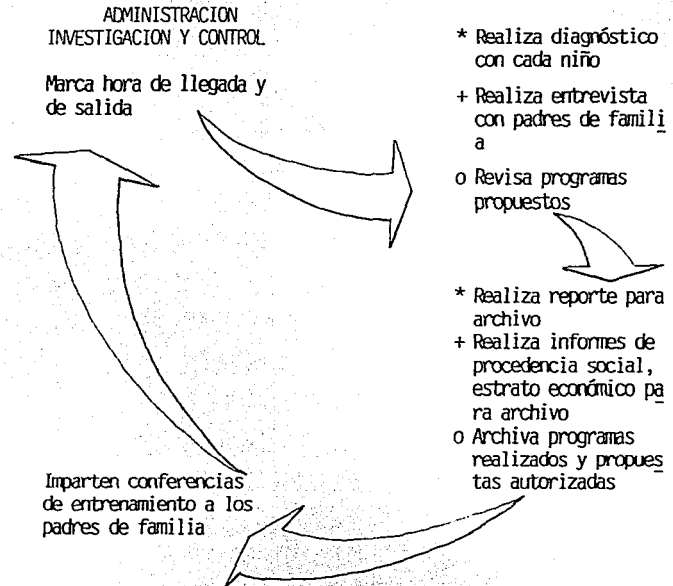 ADMINISTRACION
INVESTIGACION Y CONTROL
Marca hora de llegada y
de salida
* Realiza diagnóstico
con cada niño
+ Realiza entrevista
con padres de famili
a
o Revisa programas
propuestos
* Realiza reporte para
archivo
+ Realiza informes de
procedencia social,
estrato económico pa
ra archivo
o Archiva programas
realizados y propues
tas autorizadas
Imparten conferencias
de entrenamiento a los
padres de familia